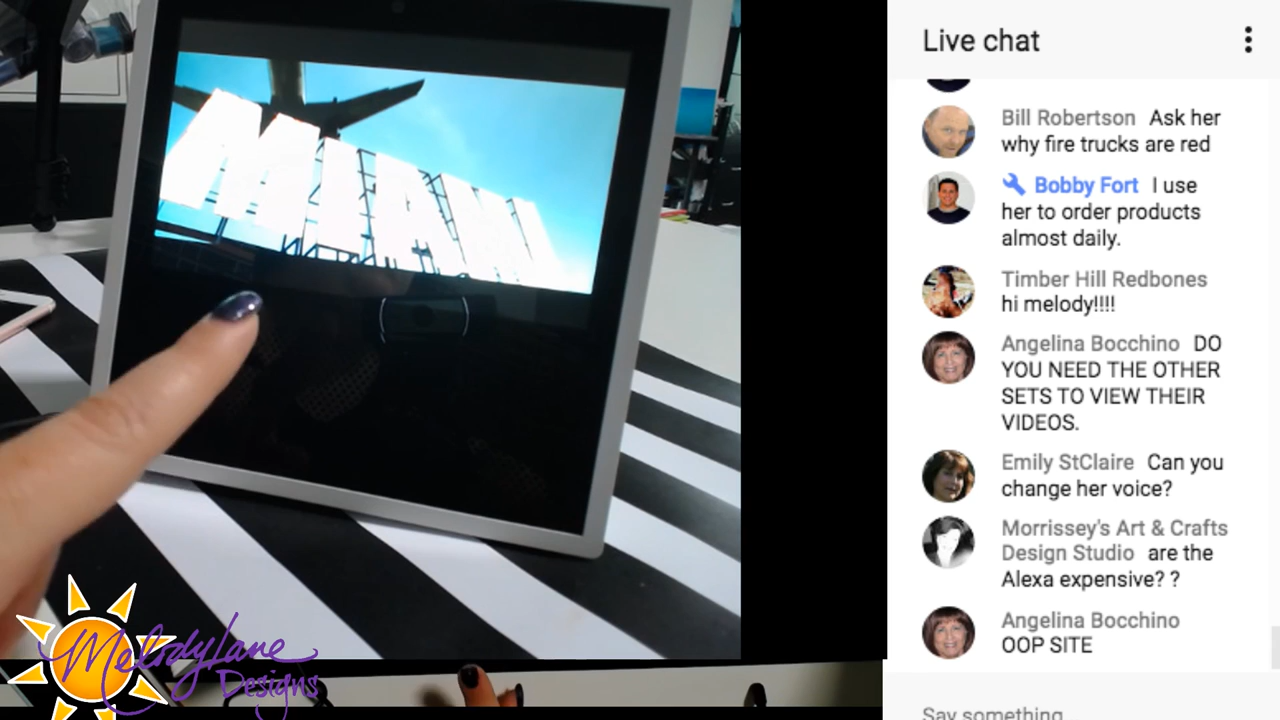 MIAMI
MelodyLane
Designs
Live chat
Bill Robertson Ask her
why fire trucks are red
Bobby Fort I use
her to order products
almost daily.
Timber Hill Redbones
hi melody!!!!
Angelina Bocchino DO
YOU NEED THE OTHER
SETS TO VIEW THEIR
VIDEOS.
Emily StClaire Can you
change her voice?
Morrissey's Art & Crafts
Design Studio are the
Alexa expensive? ?
Angelina Bocchino
OOP SITE
Say something